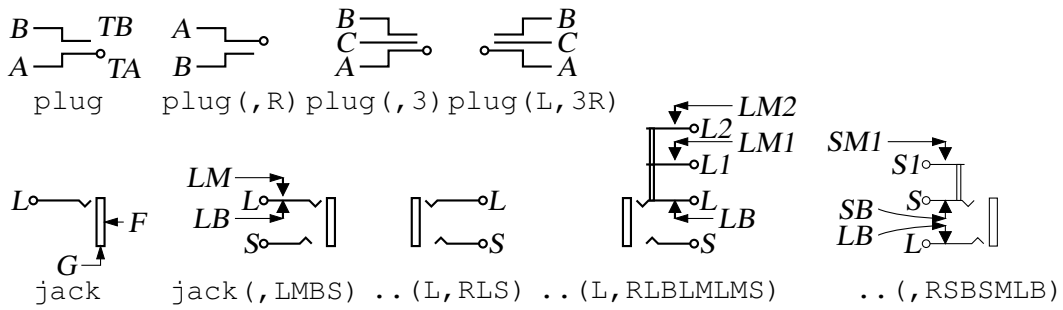 B TB A B B
C C
A TA B A A
plug plug(,R) plug(,3) plug(L,3R)
LM2
L2
LM1 SM1
LM L1 S1
L L L L S
F LB LB SB
LB
S S S L
G
jack jack(,LMBS) ..(L,RLS) ..(L,RLBLMLMS) ..(,RSBSMLB)